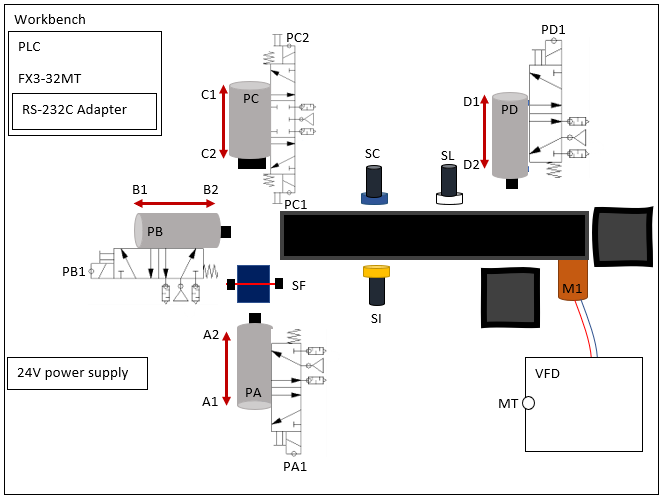 Workbench
PLC
FX3-32MT
RS-232C Adapter
PC2
PD1
C1
PC
D1
PD
C2
SC
SL
D2
B1
B2
PC1
PB
PB1
SF
M1
A2
SI
24V power supply
VFD
A1
PA
MT
PA1